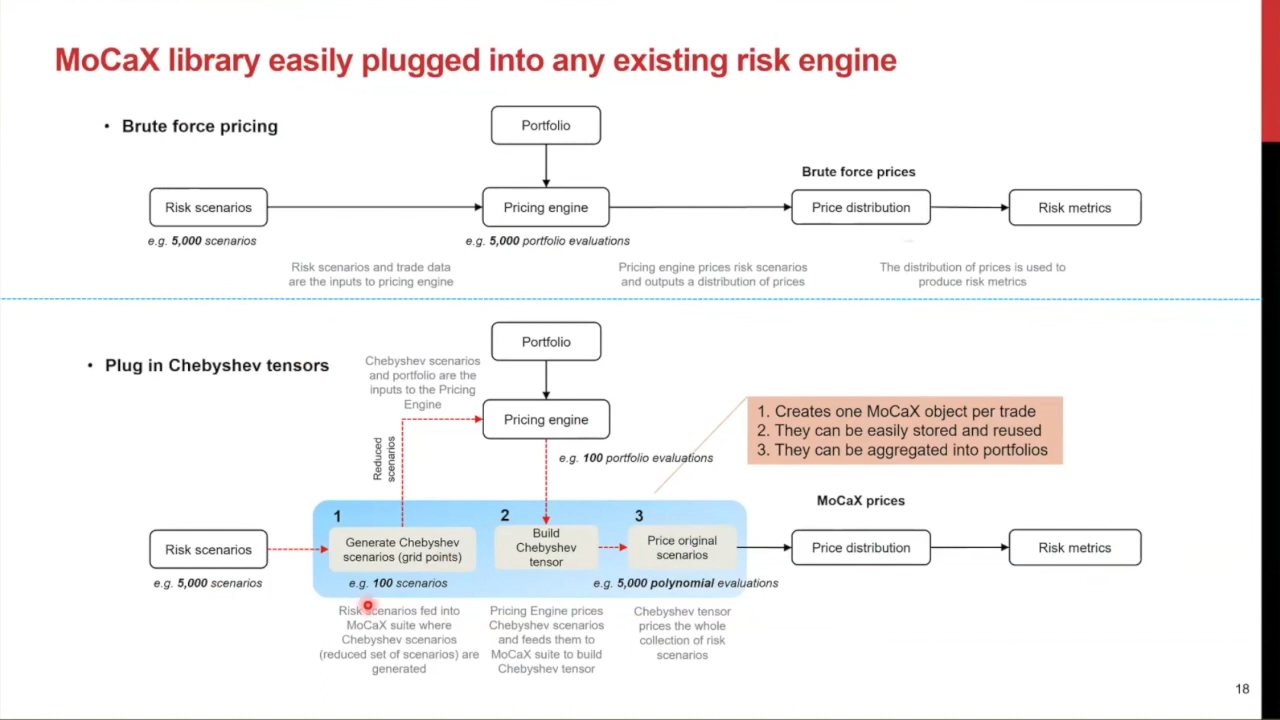 MoCaX library easily plugged into any existing risk engine
• Brute force pricing
Portfolio
Brute force prices
Risk scenarios
Pricing engine
Price distribution
Risk metrics
e.g. 5,000 scenarios
e.g. 5,000 portfolio evaluations
Risk scenarios and trade data
are the inputs to pricing engine
Pricing engine prices risk scenarios
and outputs a distribution of prices
The distribution of prices is used to
produce risk metrics
• Plug in Chebyshev tensors
Portfolio
Chebyshev scenarios
and portfolio are the
inputs to the Pricing
Engine
Pricing engine
Reduced
scenarios
e.g. 100 portfolio evaluations
1. Creates one MoCaX object per trade
2. They can be easily stored and reused
3. They can be aggregated into portfolios
MoCaX prices
Risk scenarios
e.g. 5,000 scenarios
1
Generate Chebyshev
scenarios (grid points)
e.g. 100 scenarios
2
Build
Chebyshev
tensor
3
Price original
scenarios
e.g. 5,000 polynomial evaluations
Price distribution
Risk metrics
Risk scenarios fed into
MoCaX suite where
Chebyshev scenarios
(reduced set of scenarios) are
generated
Pricing Engine prices
Chebyshev scenarios
and feeds them to
MoCaX suite to build
Chebyshev tensor
Chebyshev tensor
prices the whole
collection of risk
scenarios
18